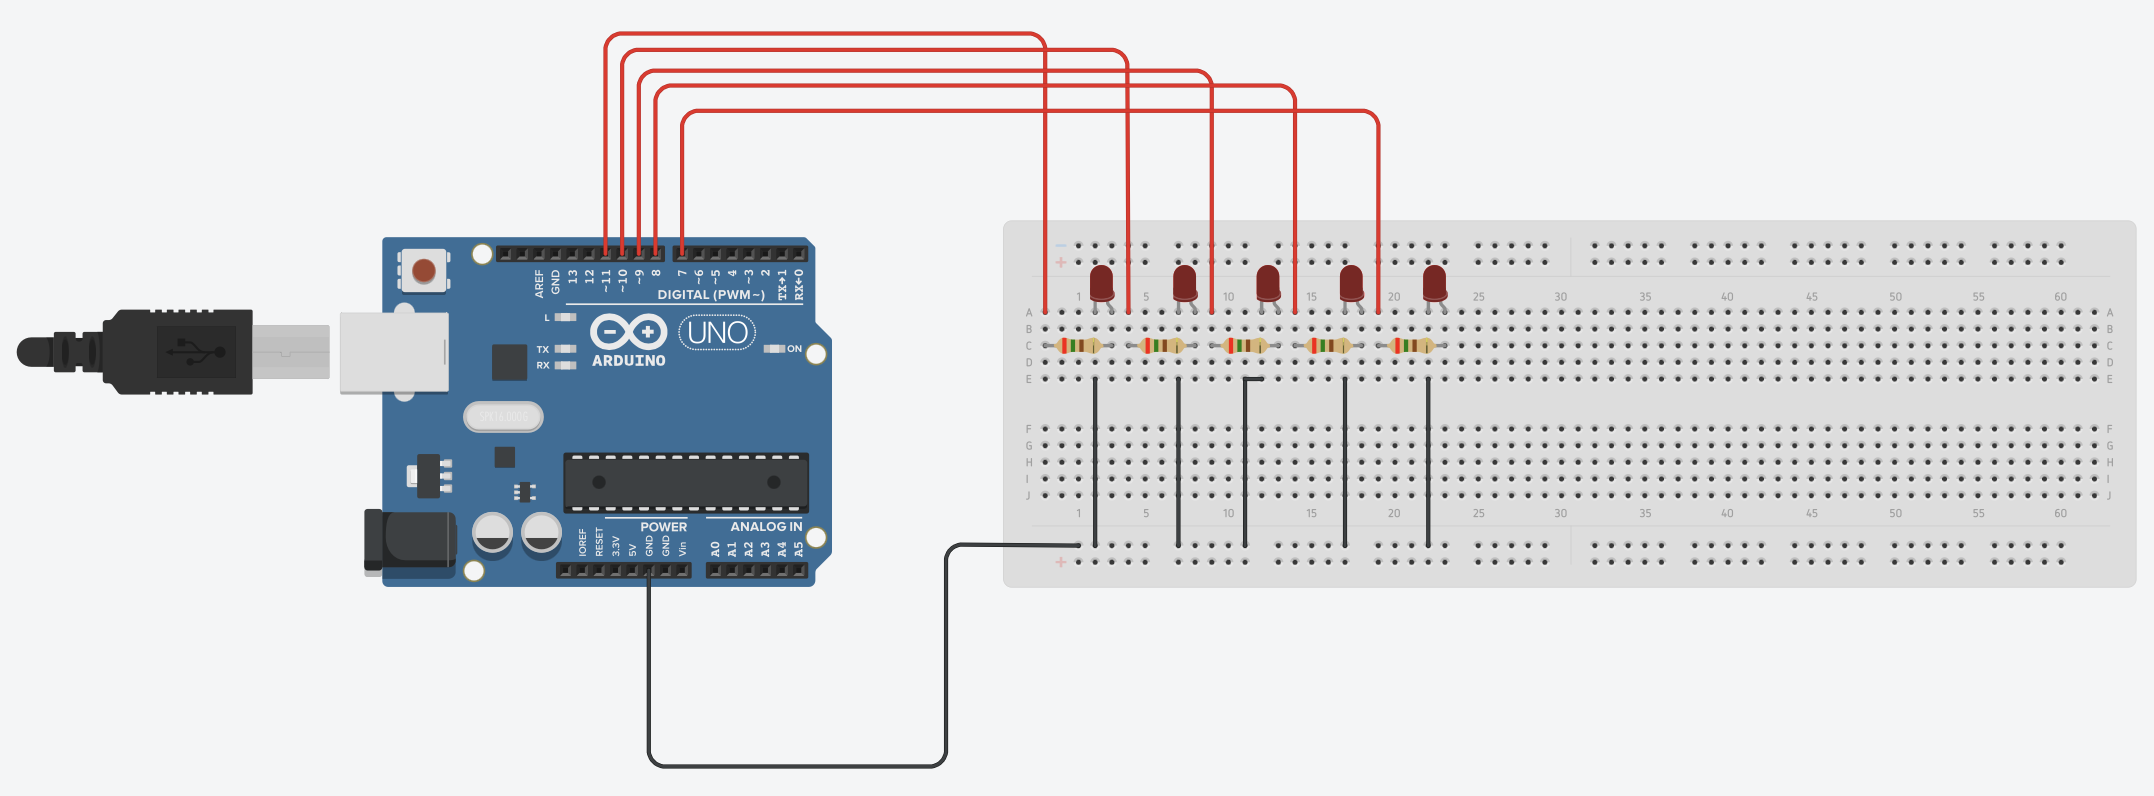 − +
1 5 10 15 20 25 30 35 40 45 50 55 60
A A
B B
C C
D D
E E
F F
G G
H H
I I
J J
1 5 10 15 20 25 30 35 40 45 50 55 60
+
AREF
GND
13
12
~11
~10
~9
8
7
~6
~5
4
~3
2
TX→1
RX←0
DIGITAL (PWM~)
L
TX
RX
ARDUINO
UNO
ON
POWER
ANALOG IN
IOREF
RESET
3.3V
5V
GND
GND
Vin
A0
A1
A2
A3
A4
A5